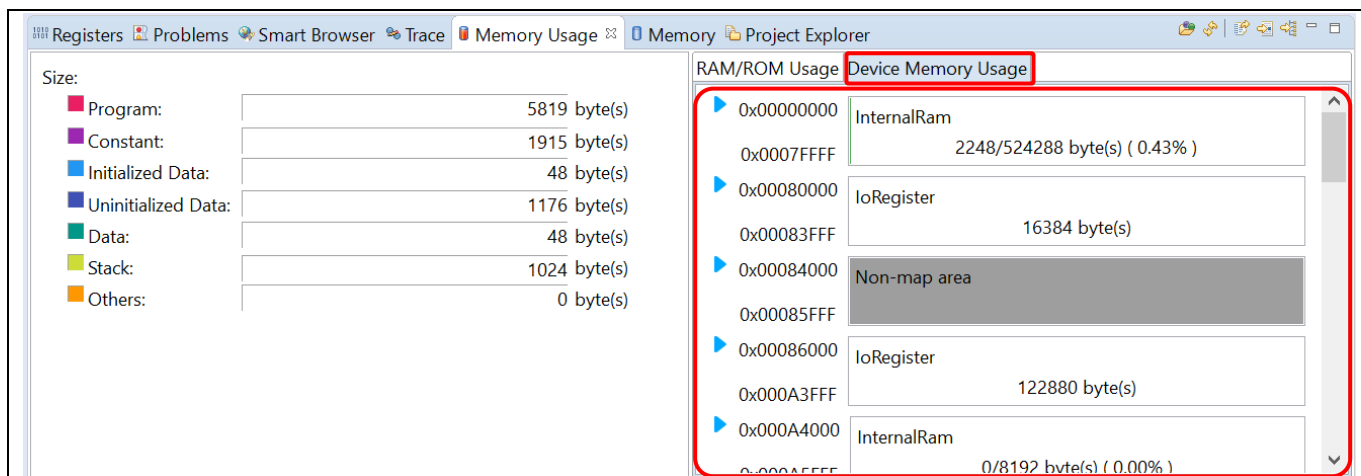 Registers Problems Smart Browser Trace Memory Usage Memory Project Explorer
Size:
Program: 5819 byte(s)
Constant: 1915 byte(s)
Initialized Data: 48 byte(s)
Uninitialized Data: 1176 byte(s)
Data: 48 byte(s)
Stack: 1024 byte(s)
Others: 0 byte(s)
RAM/ROM Usage Device Memory Usage
0x00000000 InternalRam
0x0007FFFF 2248/524288 byte(s) ( 0.43% )
0x00080000 IoRegister
0x00083FFF 16384 byte(s)
0x00084000 Non-map area
0x00085FFF
0x00086000 IoRegister
0x000A3FFF 122880 byte(s)
0x000A4000 InternalRam
0x000A5FFF 0/8192 byte(s) ( 0.00% )